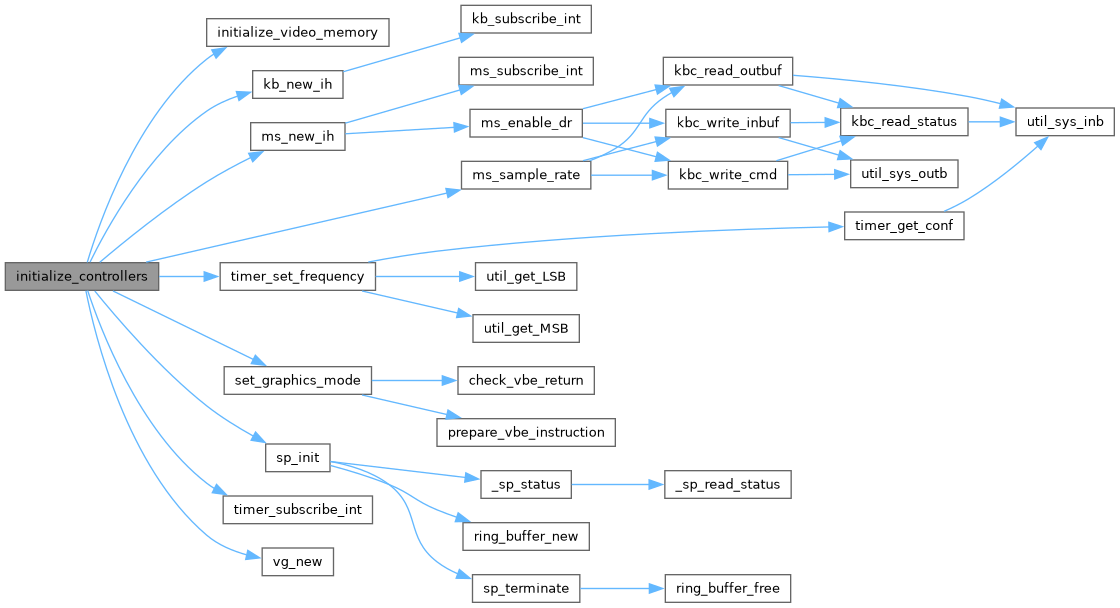 initialize_controllers
initialize_video_memory
kb_new_ih
kb_subscribe_int
ms_new_ih
ms_subscribe_int
ms_enable_dr
ms_sample_rate
kbc_read_outbuf
kbc_write_inbuf
kbc_write_cmd
kbc_read_status
util_sys_outb
util_sys_inb
timer_get_conf
timer_set_frequency
util_get_LSB
util_get_MSB
set_graphics_mode
check_vbe_return
prepare_vbe_instruction
sp_init
_sp_status
_sp_read_status
ring_buffer_new
sp_terminate
ring_buffer_free
timer_subscribe_int
vg_new